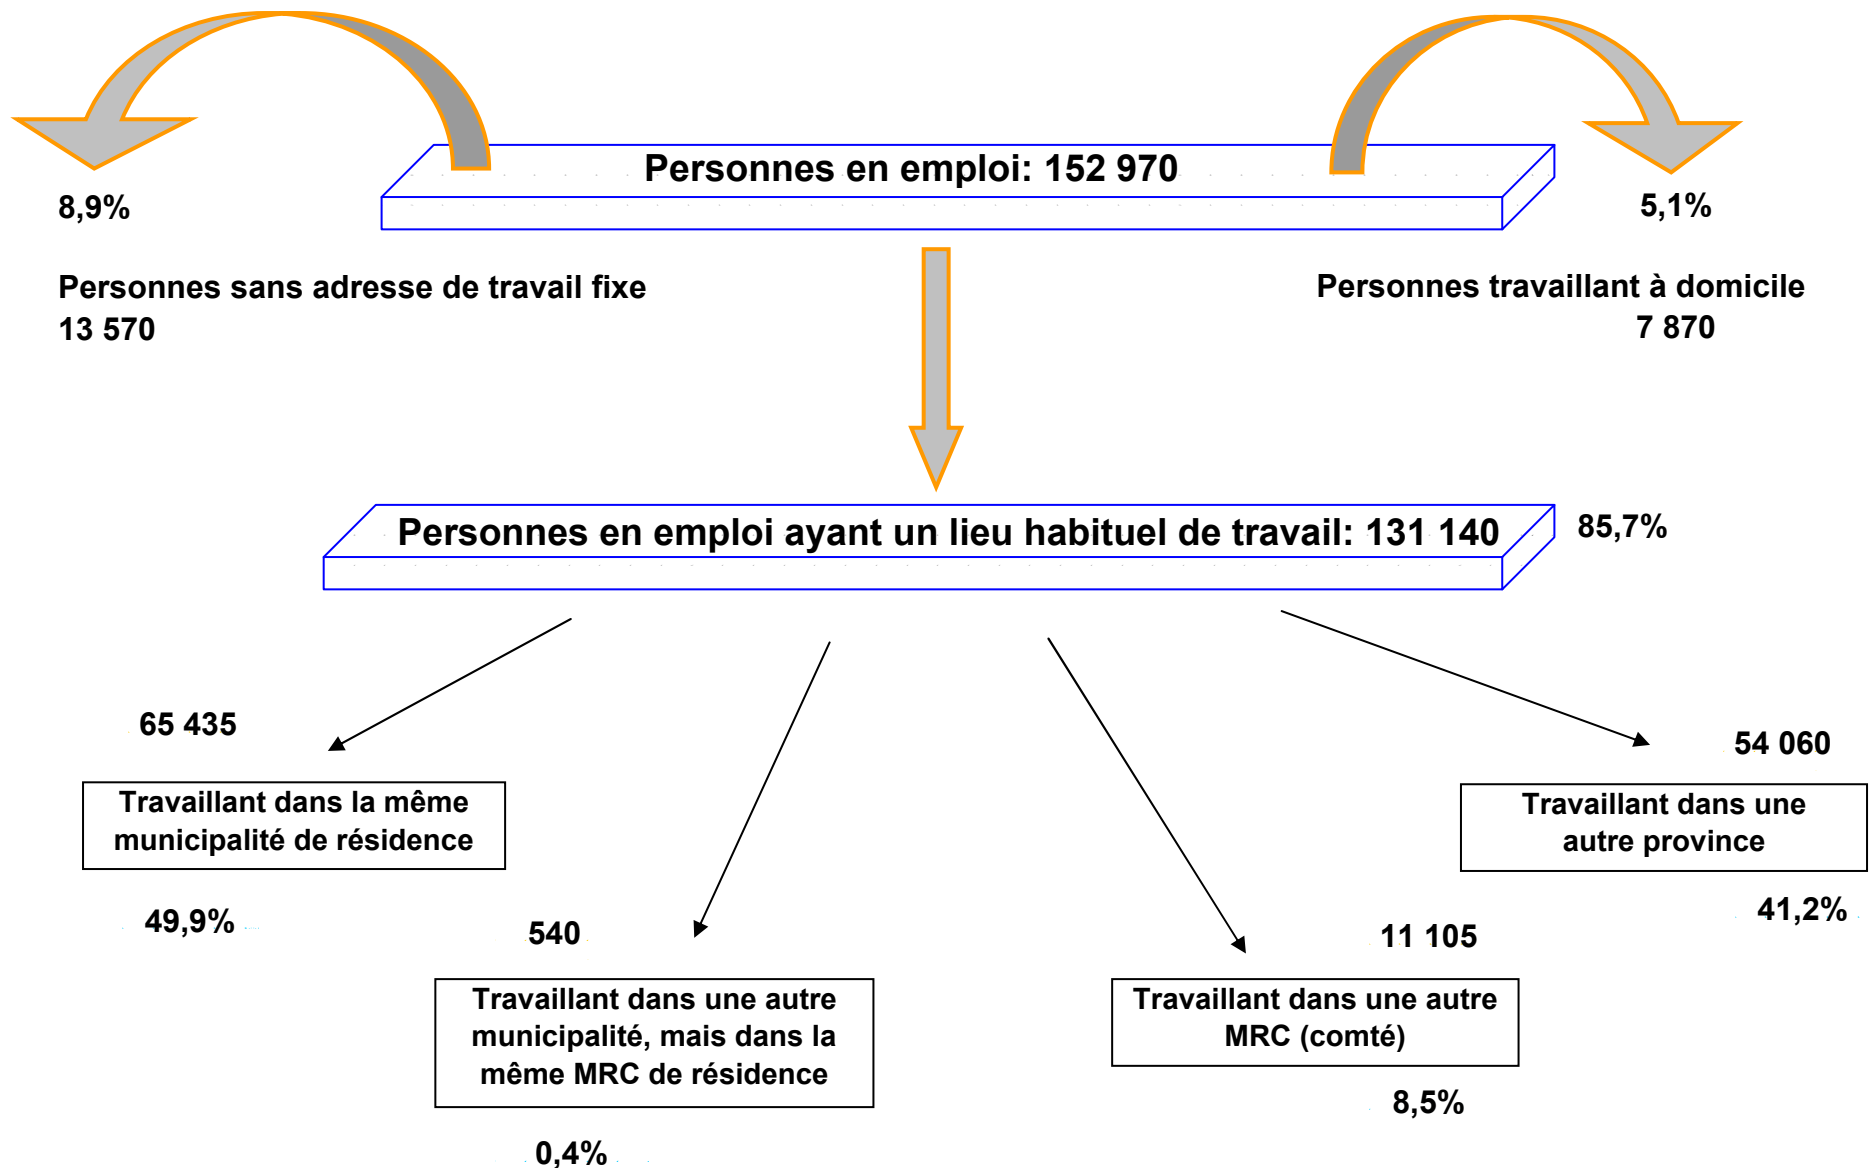 Personnes en emploi: 152 970
8,9%
5,1%
Personnes sans adresse de travail fixe
13 570
Personnes travaillant à domicile
7 870
Personnes en emploi ayant un lieu habituel de travail: 131 140
85,7%
65 435
Travaillant dans la même
municipalité de résidence
49,9%
540
Travaillant dans une autre
municipalité, mais dans la
même MRC de résidence
0,4%
11 105
Travaillant dans une autre
MRC (comté)
8,5%
54 060
Travaillant dans une
autre province
41,2%